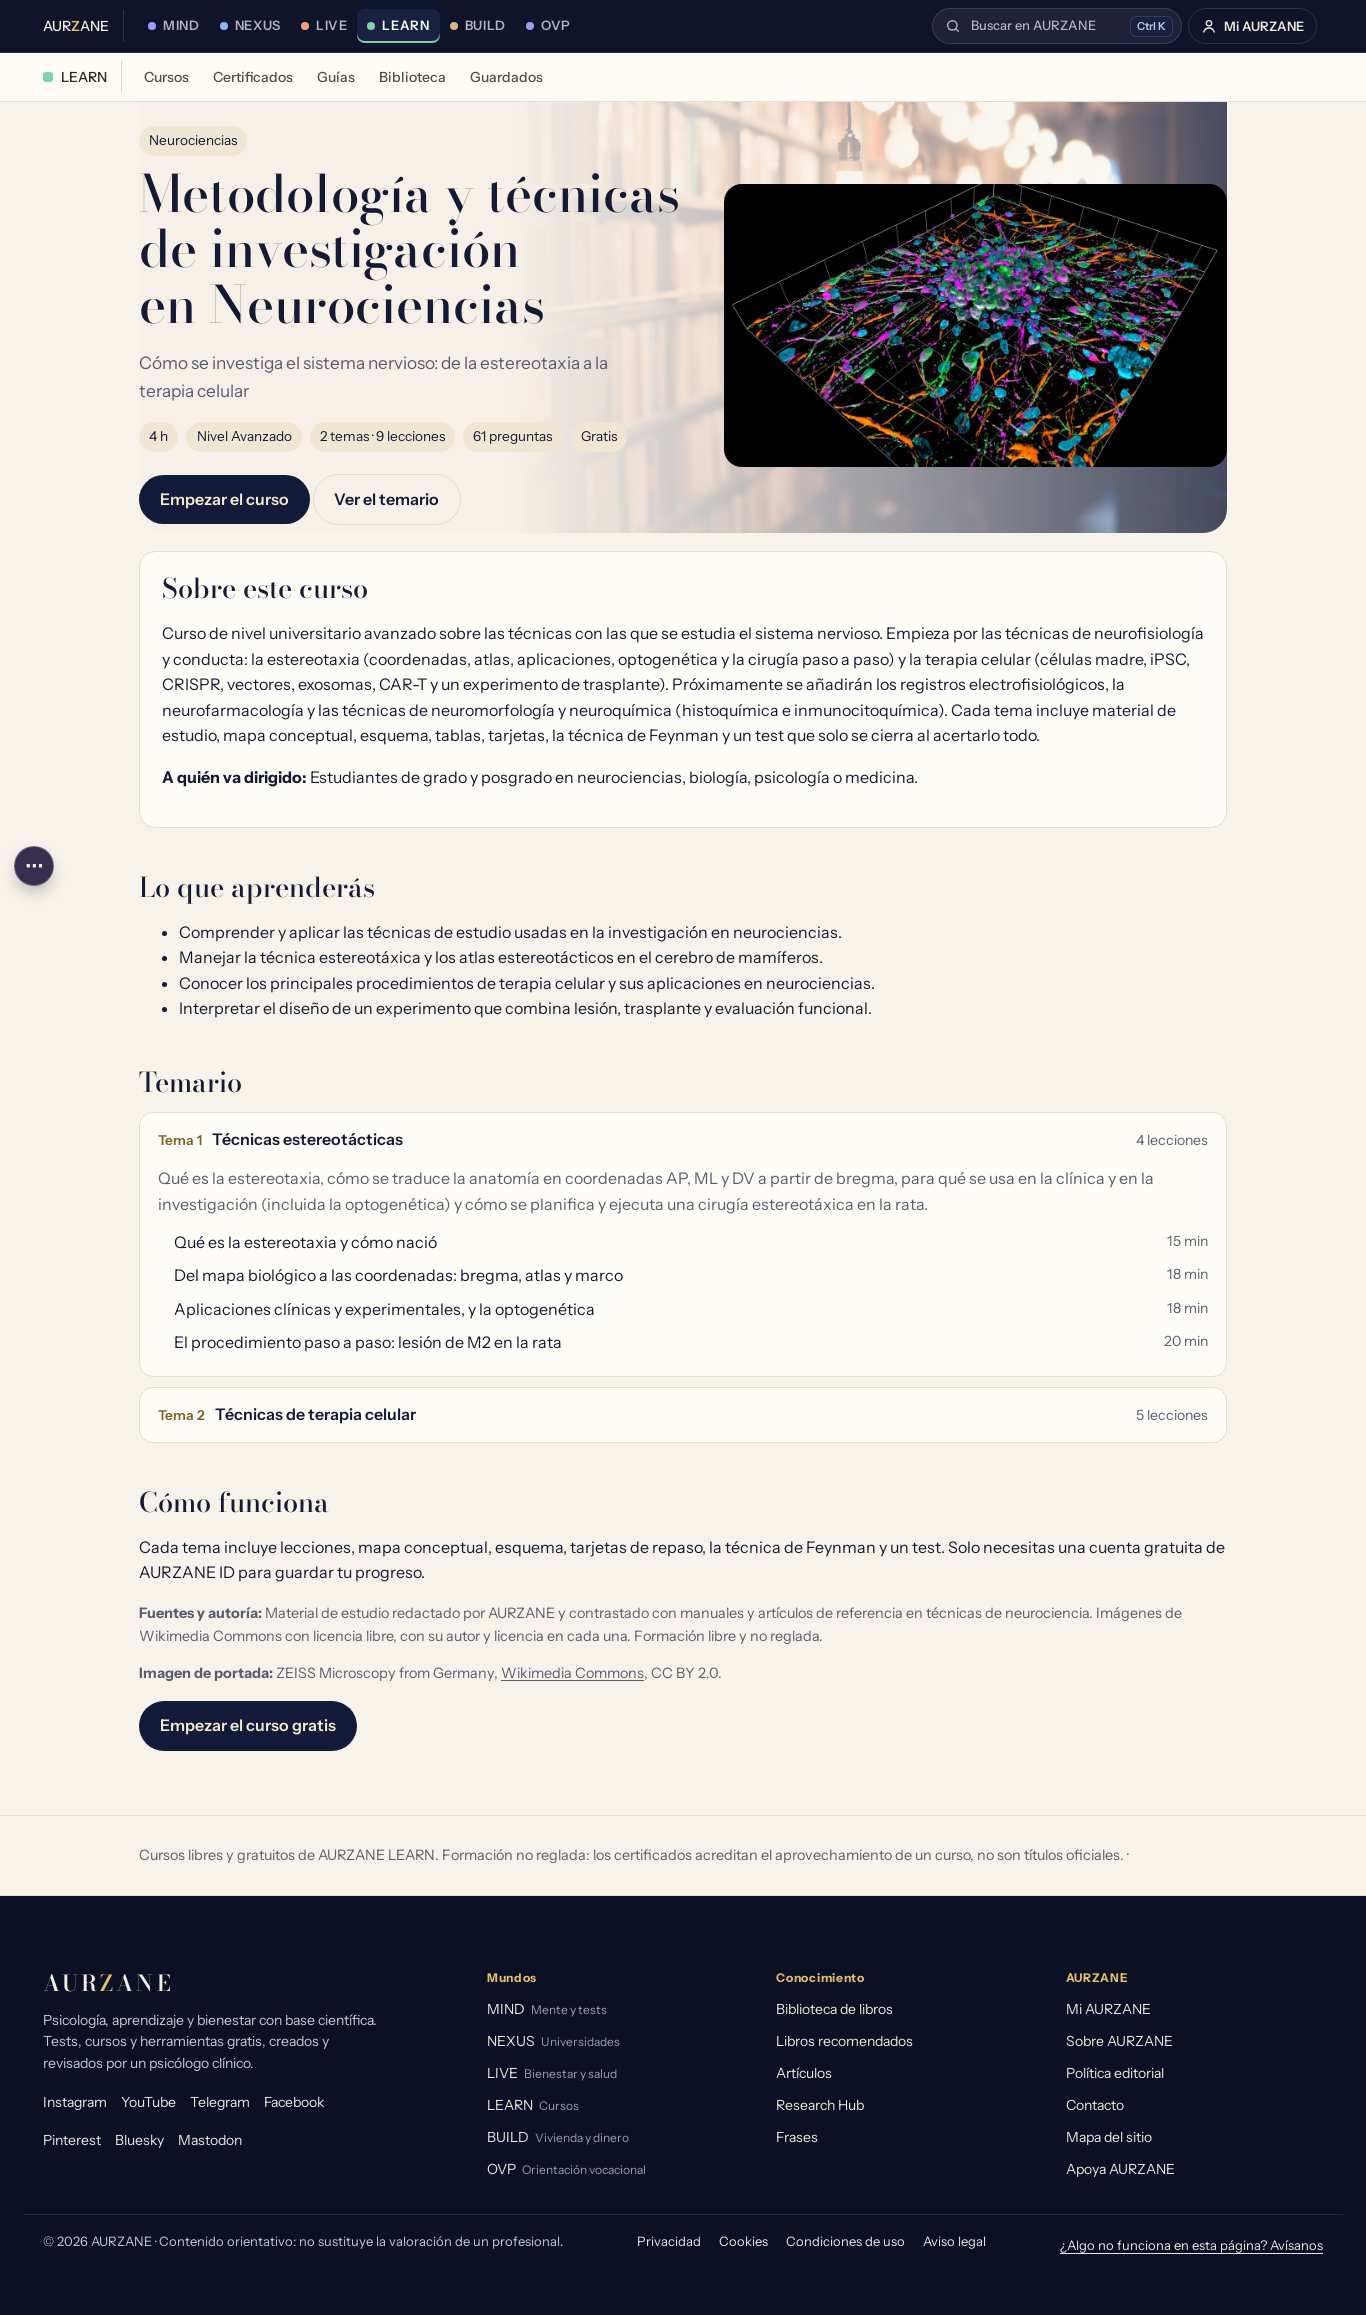 AURZANE
MIND
NEXUS
LIVE
LEARN
BUILD
OVP
Buscar en AURZANE
Ctrl K
Mi AURZANE
LEARN
Cursos
Certificados
Guías
Biblioteca
Guardados
Neurociencias
Metodología y técnicas
de investigación
en Neurociencias
Cómo se investiga el sistema nervioso: de la estereotaxia a la
terapia celular
4 h
Nivel Avanzado
2 temas · 9 lecciones
61 preguntas
Gratis
Empezar el curso
Ver el temario
Sobre este curso
Curso de nivel universitario avanzado sobre las técnicas con las que se estudia el sistema nervioso. Empieza por las técnicas de neurofisiología
y conducta: la estereotaxia (coordenadas, atlas, aplicaciones, optogenética y la cirugía paso a paso) y la terapia celular (células madre, iPSC,
CRISPR, vectores, exosomas, CAR-T y un experimento de trasplante). Próximamente se añadirán los registros electrofisiológicos, la
neurofarmacología y las técnicas de neuromorfología y neuroquímica (histoquímica e inmunocitoquímica). Cada tema incluye material de
estudio, mapa conceptual, esquema, tablas, tarjetas, la técnica de Feynman y un test que solo se cierra al acertarlo todo.
A quién va dirigido: Estudiantes de grado y posgrado en neurociencias, biología, psicología o medicina.
Lo que aprenderás
• Comprender y aplicar las técnicas de estudio usadas en la investigación en neurociencias.
• Manejar la técnica estereotáxica y los atlas estereotácticos en el cerebro de mamíferos.
• Conocer los principales procedimientos de terapia celular y sus aplicaciones en neurociencias.
• Interpretar el diseño de un experimento que combina lesión, trasplante y evaluación funcional.
Temario
Tema 1 Técnicas estereotácticas
4 lecciones
Qué es la estereotaxia, cómo se traduce la anatomía en coordenadas AP, ML y DV a partir de bregma, para qué se usa en la clínica y en la
investigación (incluida la optogenética) y cómo se planifica y ejecuta una cirugía estereotáxica en la rata.
Qué es la estereotaxia y cómo nació
15 min
Del mapa biológico a las coordenadas: bregma, atlas y marco
18 min
Aplicaciones clínicas y experimentales, y la optogenética
18 min
El procedimiento paso a paso: lesión de M2 en la rata
20 min
Tema 2 Técnicas de terapia celular
5 lecciones
Cómo funciona
Cada tema incluye lecciones, mapa conceptual, esquema, tarjetas de repaso, la técnica de Feynman y un test. Solo necesitas una cuenta gratuita de
AURZANE ID para guardar tu progreso.
Fuentes y autoría: Material de estudio redactado por AURZANE y contrastado con manuales y artículos de referencia en técnicas de neurociencia. Imágenes de
Wikimedia Commons con licencia libre, con su autor y licencia en cada una. Formación libre y no reglada.
Imagen de portada: ZEISS Microscopy from Germany, Wikimedia Commons, CC BY 2.0.
Empezar el curso gratis
Cursos libres y gratuitos de AURZANE LEARN. Formación no reglada: los certificados acreditan el aprovechamiento de un curso, no son títulos oficiales. ·
AURZANE
Psicología, aprendizaje y bienestar con base científica.
Tests, cursos y herramientas gratis, creados y
revisados por un psicólogo clínico.
Instagram YouTube Telegram Facebook
Pinterest Bluesky Mastodon
Mundos
MIND Mente y tests
NEXUS Universidades
LIVE Bienestar y salud
LEARN Cursos
BUILD Vivienda y dinero
OVP Orientación vocacional
Conocimiento
Biblioteca de libros
Libros recomendados
Artículos
Research Hub
Frases
AURZANE
Mi AURZANE
Sobre AURZANE
Política editorial
Contacto
Mapa del sitio
Apoya AURZANE
© 2026 AURZANE · Contenido orientativo: no sustituye la valoración de un profesional.
Privacidad Cookies Condiciones de uso Aviso legal
¿Algo no funciona en esta página? Avísanos